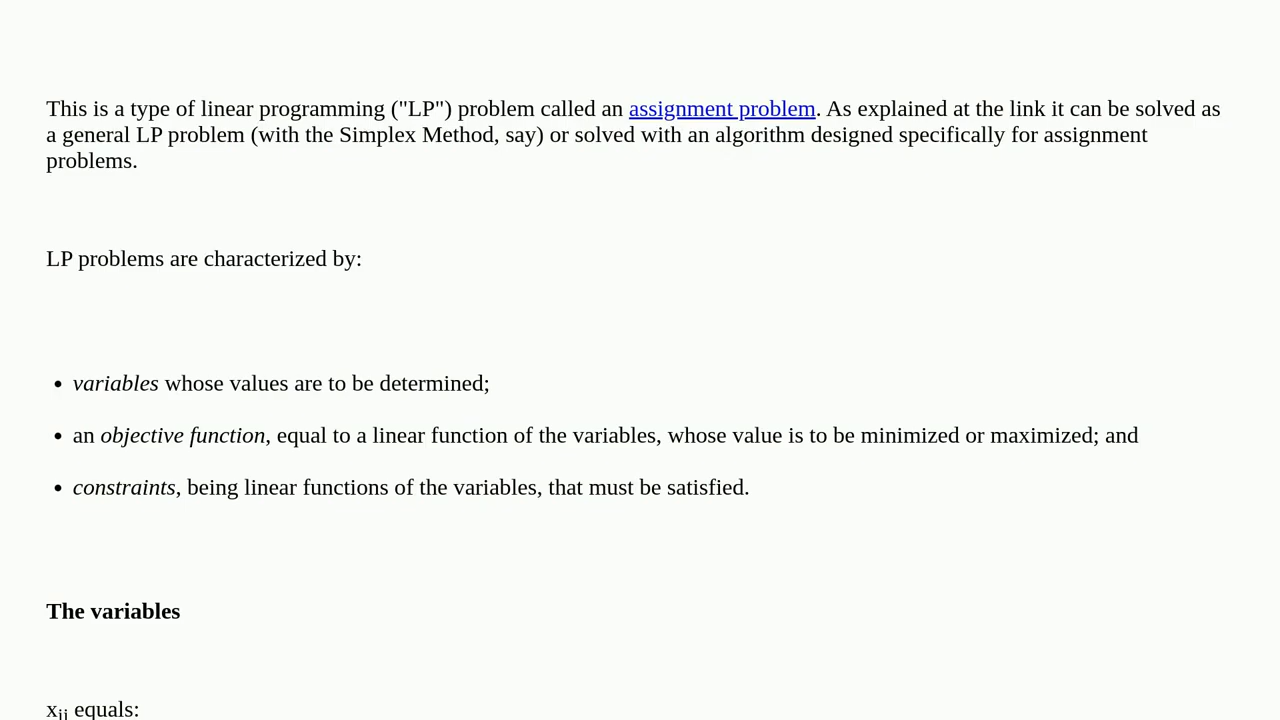 This is a type of linear programming ("LP") problem called an assignment problem. As explained at the link it can be solved as
a general LP problem (with the Simplex Method, say) or solved with an algorithm designed specifically for assignment
problems.
LP problems are characterized by:
• variables whose values are to be determined;
• an objective function, equal to a linear function of the variables, whose value is to be minimized or maximized; and
• constraints, being linear functions of the variables, that must be satisfied.
The variables
xij equals: